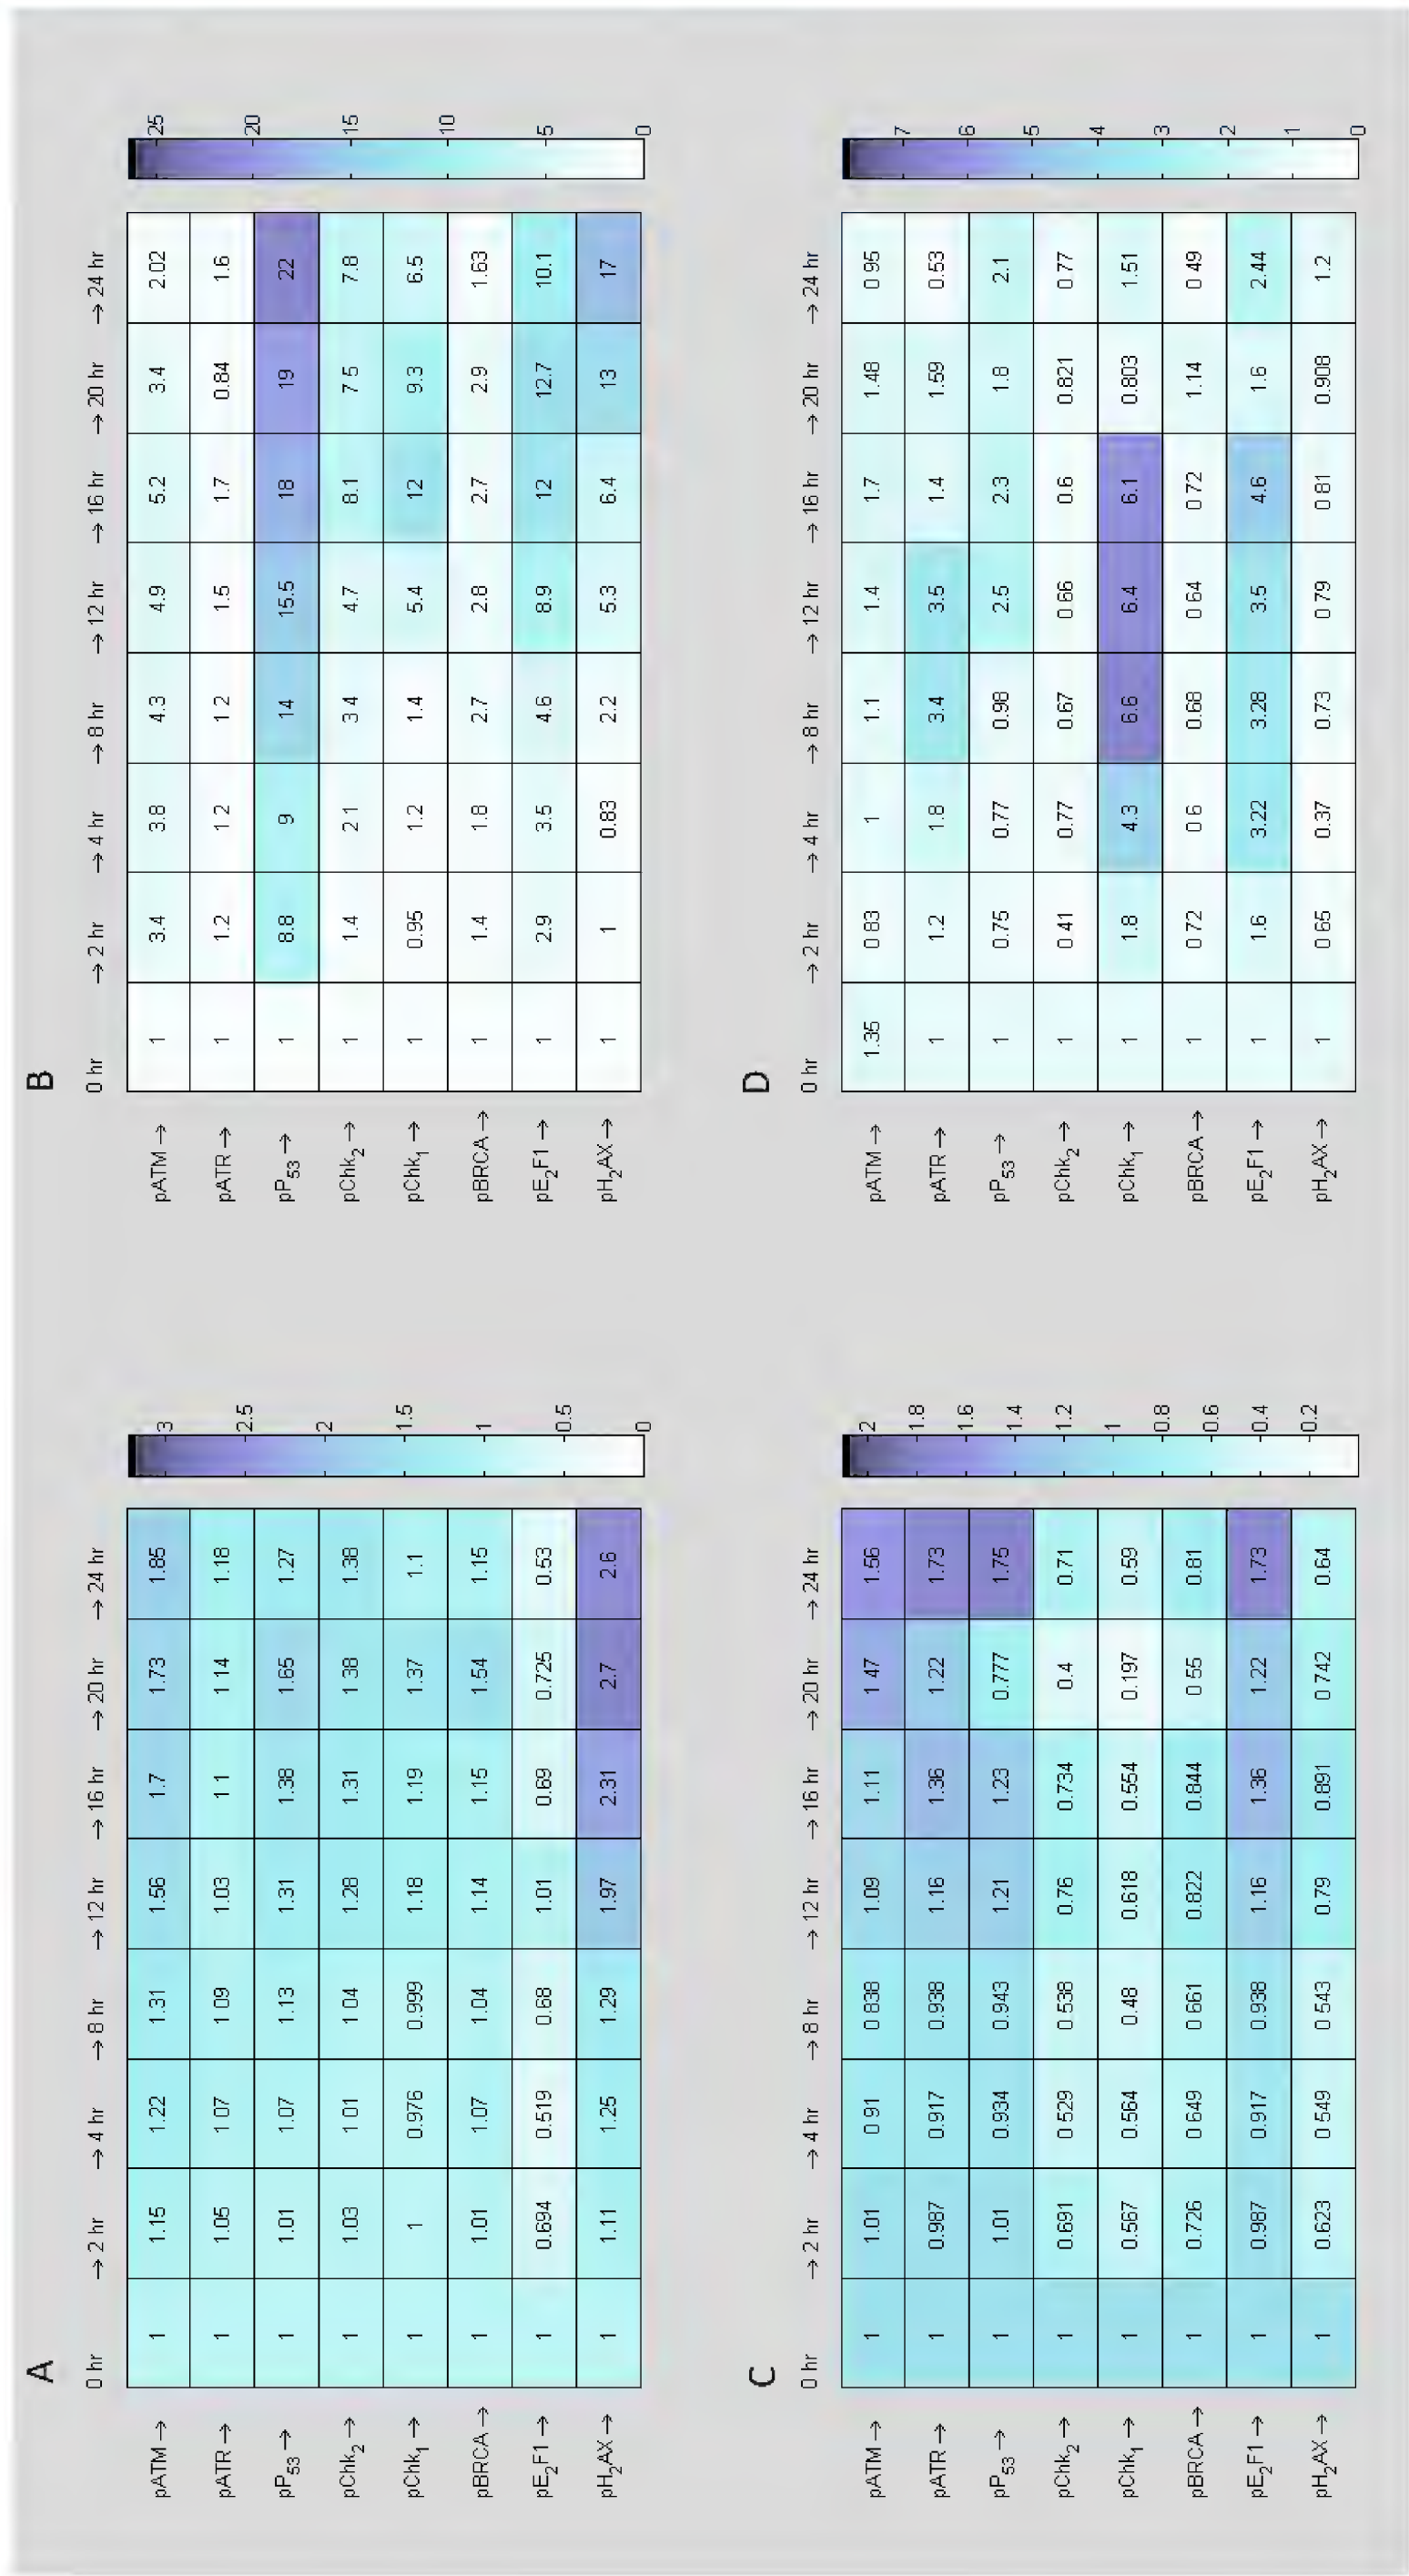 A
0 hr → 2 hr → 4 hr → 8 hr → 12 hr → 16 hr → 20 hr → 24 hr
pATM → 1 1.15 1.22 1.31 1.56 1.7 1.73 1.85
pATR → 1 1.05 1 07 1 09 1.03 1 1 1 14 1.18
pP53 → 1 1.01 1.07 1.13 1.31 1.38 1.65 1.27
pChk2 → 1 1.03 1 01 1 04 1.28 1.31 1.38 1.38
pChk1 → 1 1 0.976 0.999 1.18 1.19 1.37 1.1
pBRCA → 1 1.01 1.07 1.04 1.14 1.15 1.54 1.15
pE2F1 → 1 0.694 0.519 0.68 1.01 0.69 0.725 0.53
pH2AX → 1 1.11 1.25 1.29 1.97 2.31 2.7 2.6
3
2.5
2
1.5
1
0.5
0
B
0 hr → 2 hr → 4 hr → 8 hr → 12 hr → 16 hr → 20 hr → 24 hr
pATM → 1 3.4 3.8 4.3 4.9 5.2 3.4 2.02
pATR → 1 1.2 1 2 1 2 1.5 1.7 0.84 1.6
pP53 → 1 8.8 9 14 15.5 18 19 22
pChk2 → 1 1.4 2 1 3 4 4.7 8.1 7 5 7.8
pChk1 → 1 0.95 1.2 1.4 5.4 12 9.3 6.5
pBRCA → 1 1.4 1.8 2.7 2.8 2.7 2.9 1.63
pE2F1 → 1 2.9 3.5 4.6 8.9 12 12.7 10.1
pH2AX → 1 1 0.83 2.2 5.3 6.4 13 17
25
20
15
10
5
0
C
0 hr → 2 hr → 4 hr → 8 hr → 12 hr → 16 hr → 20 hr → 24 hr
pATM → 1 1.01 0 91 0 838 1.09 1.11 1 47 1.56
pATR → 1 0.987 0.917 0.938 1.16 1.36 1.22 1.73
pP53 → 1 1.01 0.934 0.943 1.21 1.23 0.777 1.75
pChk2 → 1 0.691 0 529 0.538 0.76 0.734 0.4 0.71
pChk1 → 1 0.567 0.564 0.48 0.618 0.554 0.197 0.59
pBRCA → 1 0.726 0 649 0 661 0.822 0.844 0 55 0.81
pE2F1 → 1 0.987 0.917 0.938 1.16 1.36 1.22 1.73
pH2AX → 1 0.623 0 549 0 543 0.79 0.891 0 742 0.64
2
1.8
1.6
1.4
1.2
1
0.8
0.6
0.4
0.2
D
0 hr → 2 hr → 4 hr → 8 hr → 12 hr → 16 hr → 20 hr → 24 hr
pATM → 1.35 0 83 1 1.1 1.4 1.7 1.48 0 95
pATR → 1 1.2 1.8 3.4 3.5 1.4 1.59 0.53
pP53 → 1 0.75 0.77 0.98 2.5 2.3 1.8 2.1
pChk2 → 1 0 41 0.77 0.67 0.66 0.6 0.821 0.77
pChk1 → 1 1.8 4.3 6.6 6.4 6.1 0.803 1.51
pBRCA → 1 0 72 0 6 0.68 0 64 0 72 1.14 0 49
pE2F1 → 1 1.6 3.22 3.28 3.5 4.6 1.6 2.44
pH2AX → 1 0 65 0.37 0.73 0 79 0 81 0.908 1.2
7
6
5
4
3
2
1
0